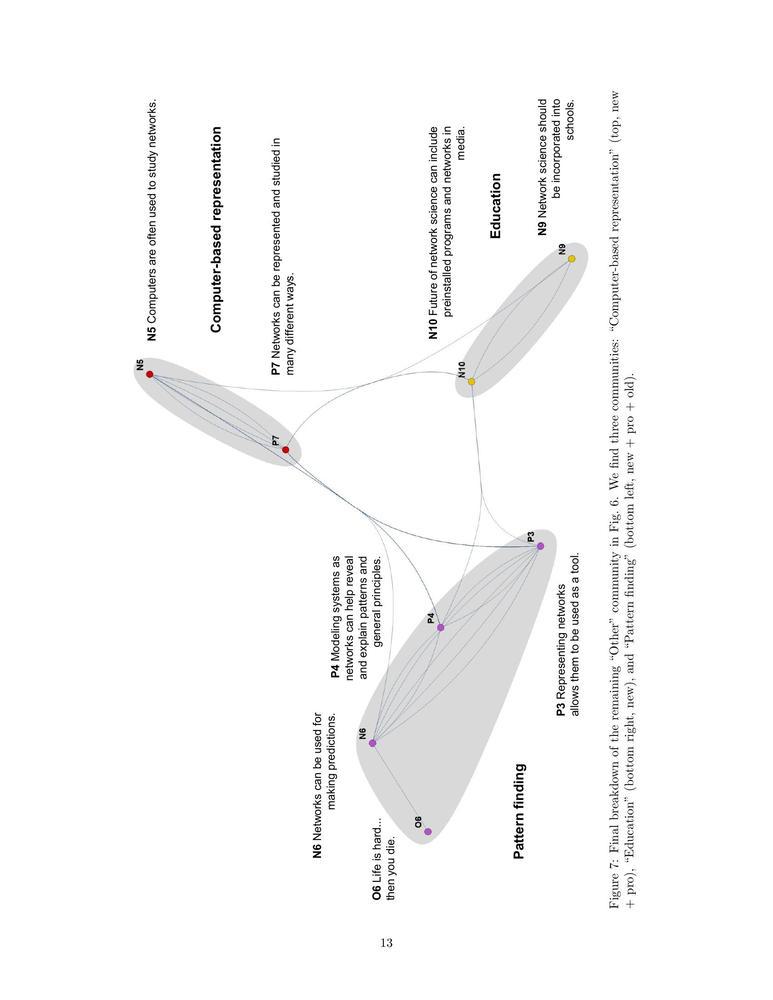 N5 Computers are often used to study networks.
N5
Computer-based representation
P7 Networks can be represented and studied in
many different ways.
P7
P4 Modeling systems as
networks can help reveal
and explain patterns and
general principles.
P4
N6 Networks can be used for
making predictions.
N6
O6 Life is hard...
then you die.
O6
N10 Future of network science can include
preinstalled programs and networks in
media.
N10
Education
N9 Network science should
be incorporated into
schools.
N9
P3
P3 Representing networks
allows them to be used as a tool.
Pattern finding
Figure 7: Final breakdown of the remaining “Other” community in Fig. 6. We find three communities: “Computer-based representation” (top, new
+ pro), “Education” (bottom right, new), and “Pattern finding” (bottom left, new + pro + old).
13